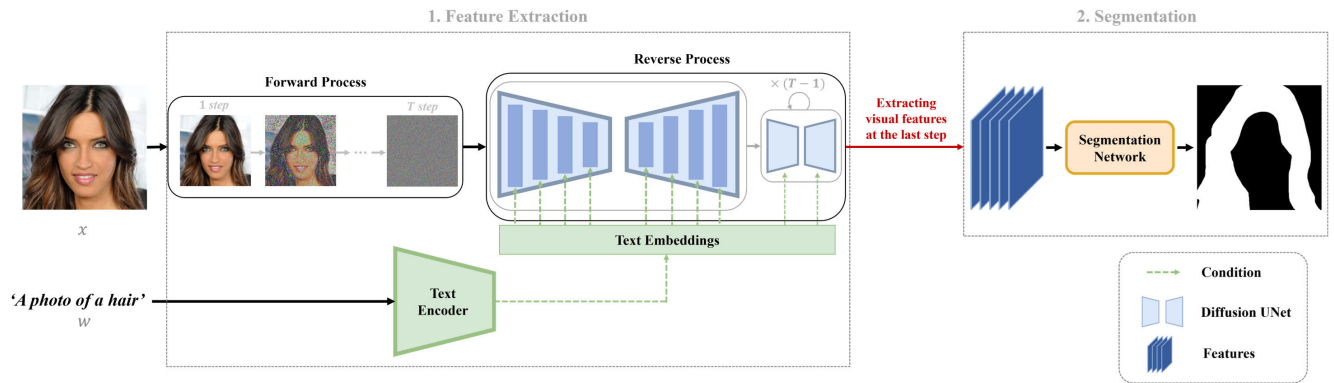 1. Feature Extraction
2. Segmentation
Forward Process
Reverse Process
1 step
T step
...
× (T − 1)
Extracting
visual features
at the last step
Segmentation
Network
x
Text Embeddings
Text
Encoder
'A photo of a hair'
w
Condition
Diffusion UNet
Features